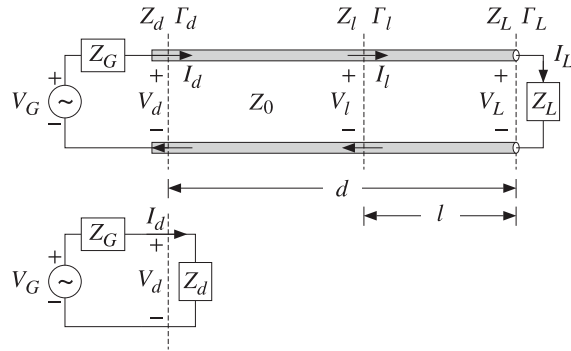 Z_d Γ_d Z_l Γ_l Z_L Γ_L
Z_G I_d I_l I_L
+ + + +
V_G ~ V_d Z_0 V_l V_L Z_L
− − − −
d
l
Z_G I_d
+ +
V_G ~ V_d Z_d
− −